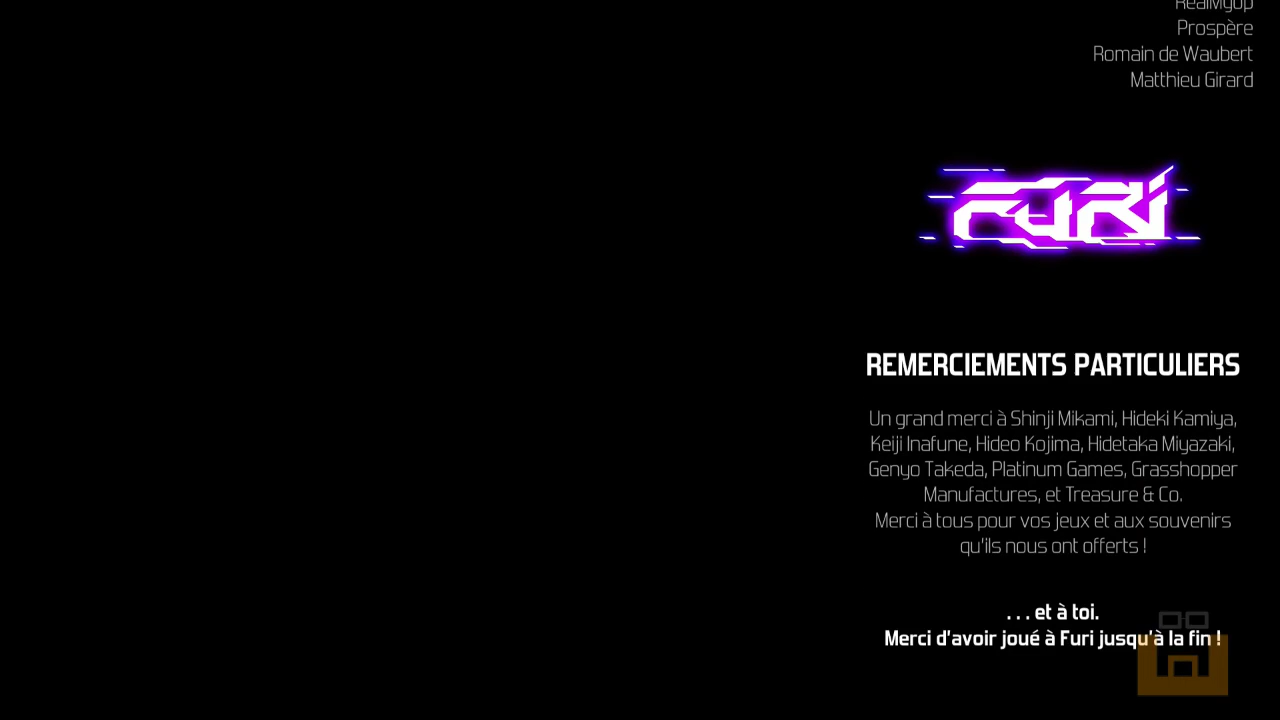 RealMyop
Prospère
Romain de Waubert
Matthieu Girard
FURI
REMERCIEMENTS PARTICULIERS
Un grand merci à Shinji Mikami, Hideki Kamiya,
Keiji Inafune, Hideo Kojima, Hidetaka Miyazaki,
Genyo Takeda, Platinum Games, Grasshopper
Manufactures, et Treasure & Co.
Merci à tous pour vos jeux et aux souvenirs
qu'ils nous ont offerts !
. . . et à toi.
Merci d'avoir joué à Furi jusqu'à la fin !